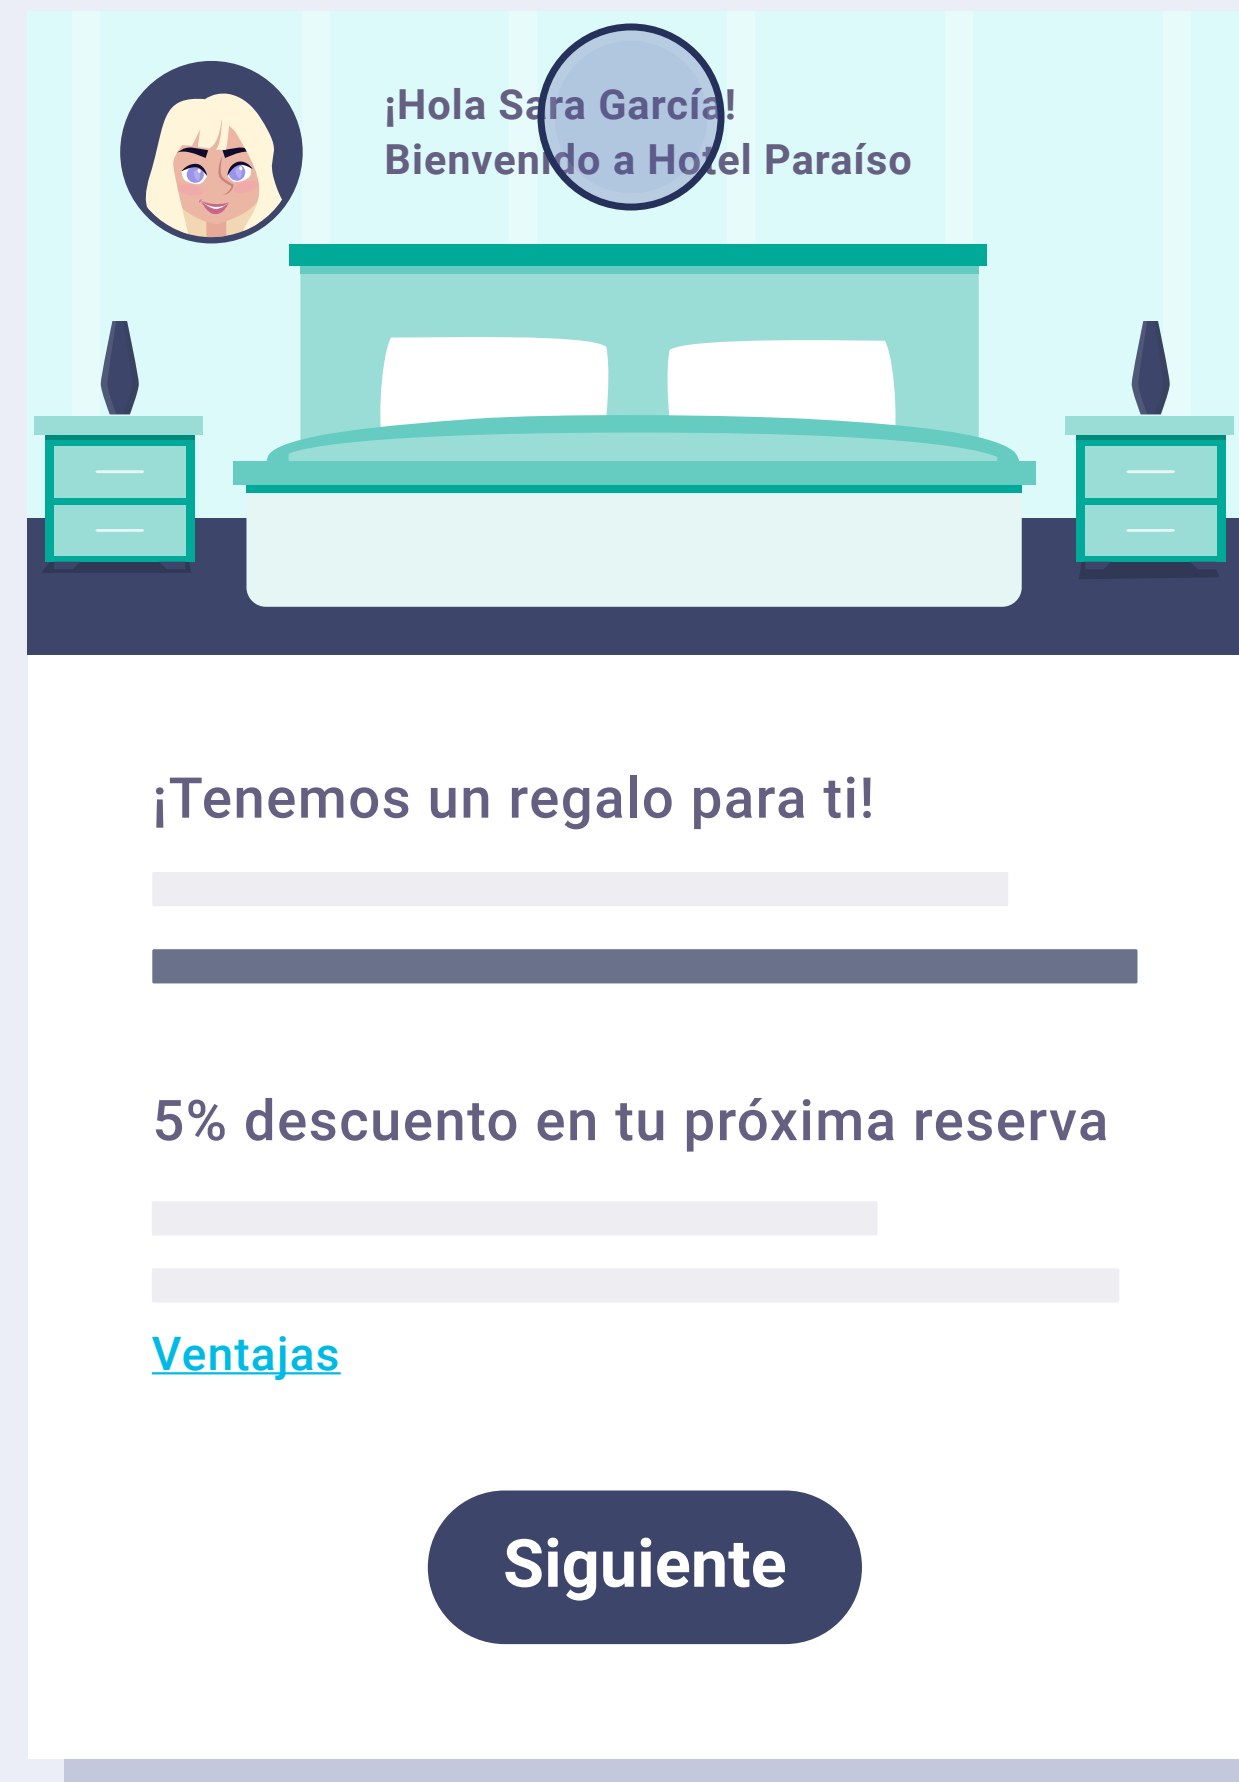 ¡Hola Sara García!
Bienvenido a Hotel Paraíso
¡Tenemos un regalo para ti!
5% descuento en tu próxima reserva
Ventajas
Siguiente